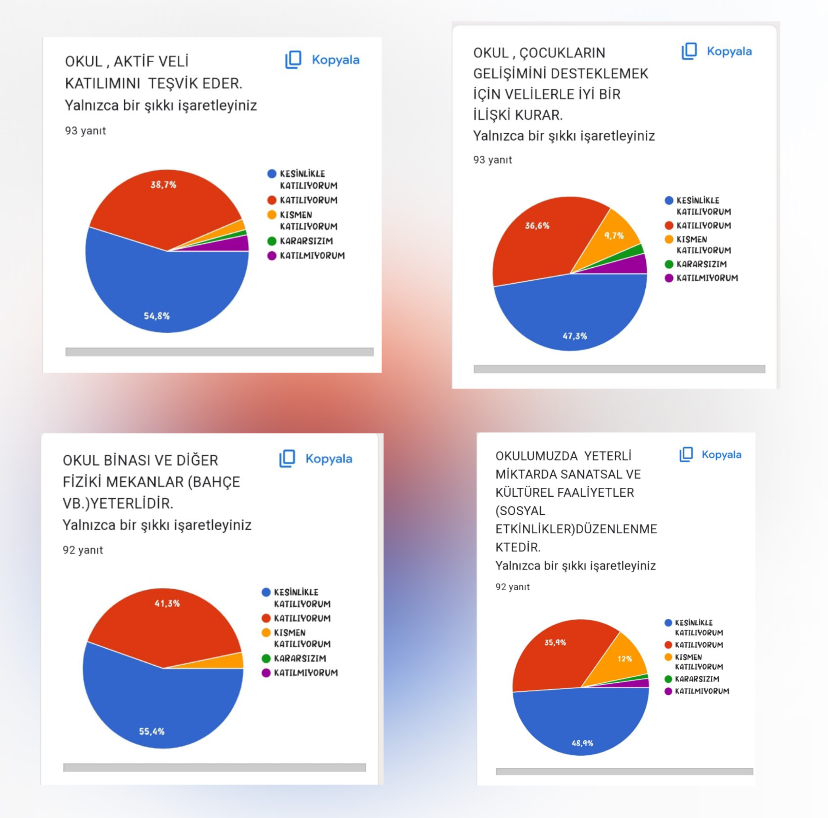 OKUL , AKTİF VELİ
KATILIMINI TEŞVİK EDER.
Yalnızca bir şıkkı işaretleyiniz
93 yanıt
Kopyala
38,7%
54,8%
KESİNLİKLE
KATILIYORUM
KATILIYORUM
KISMEN
KATILIYORUM
KARARSIZIM
KATILMIYORUM
OKUL , ÇOCUKLARIN
GELİŞİMİNİ DESTEKLEMEK
İÇİN VELİLERLE İYİ BİR
İLİŞKİ KURAR.
Yalnızca bir şıkkı işaretleyiniz
93 yanıt
Kopyala
36,6%
9,7%
47,3%
KESİNLİKLE
KATILIYORUM
KATILIYORUM
KISMEN
KATILIYORUM
KARARSIZIM
KATILMIYORUM
OKUL BİNASI VE DİĞER
FİZİKİ MEKANLAR (BAHÇE
VB.)YETERLİDİR.
Yalnızca bir şıkkı işaretleyiniz
92 yanıt
Kopyala
41,3%
55,4%
KESİNLİKLE
KATILIYORUM
KATILIYORUM
KISMEN
KATILIYORUM
KARARSIZIM
KATILMIYORUM
OKULUMUZDA YETERLİ
MİKTARDA SANATSAL VE
KÜLTÜREL FAALİYETLER
(SOSYAL
ETKİNLİKLER)DÜZENLENME
KTEDİR.
Yalnızca bir şıkkı işaretleyiniz
92 yanıt
Kopyala
35,9%
12%
48,9%
KESİNLİKLE
KATILIYORUM
KATILIYORUM
KISMEN
KATILIYORUM
KARARSIZIM
KATILMIYORUM